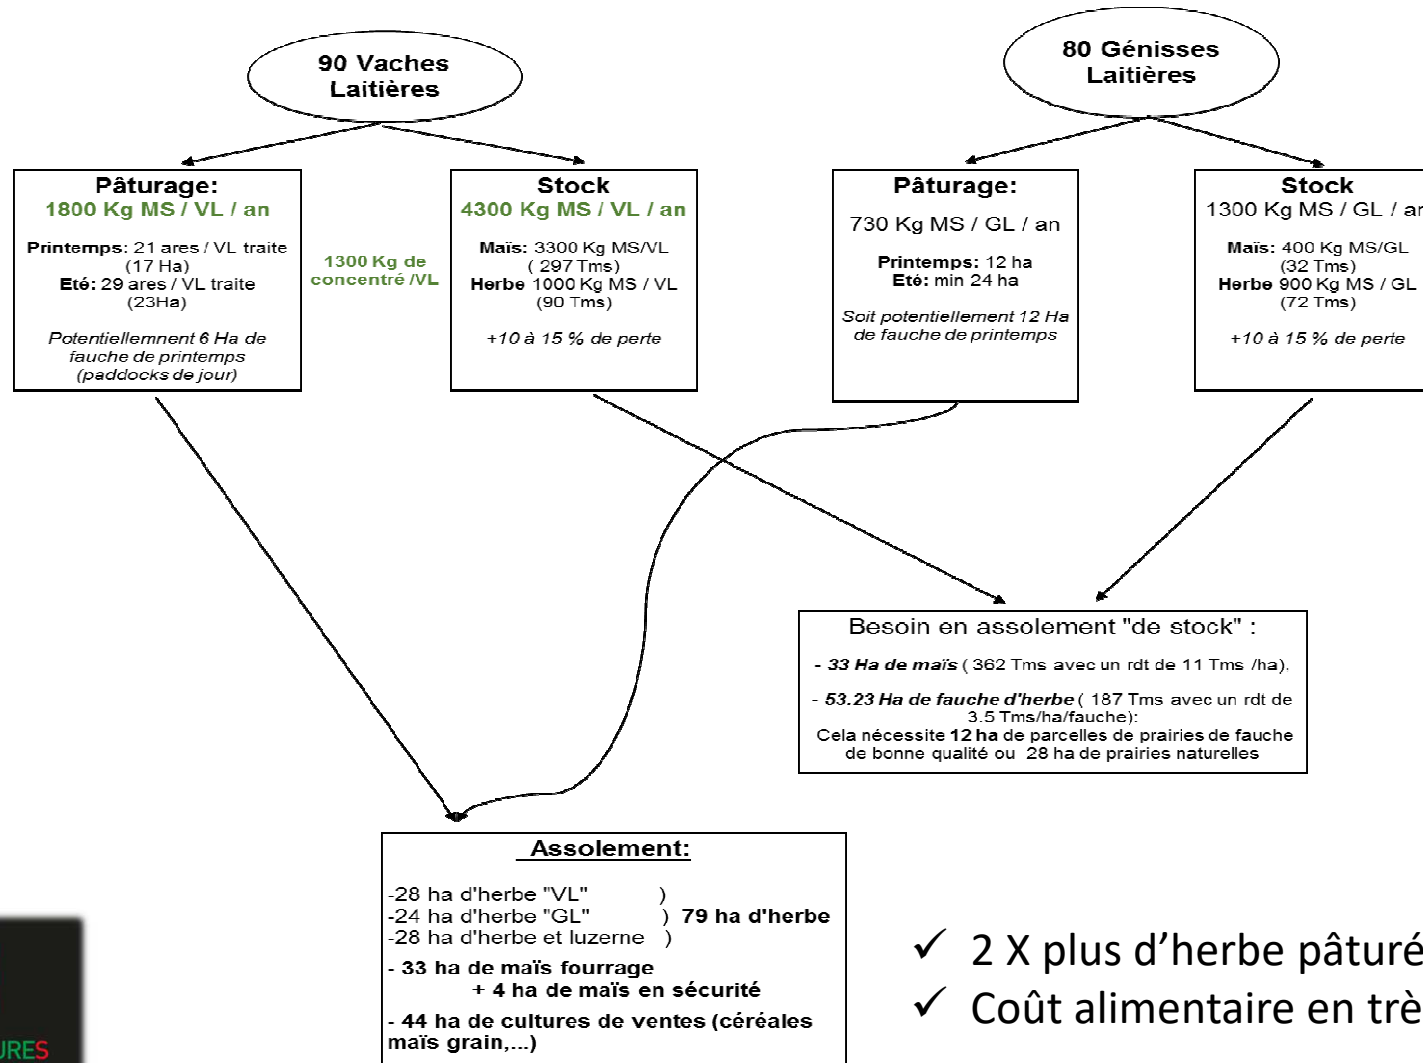 90 Vaches
Laitières
80 Génisses
Laitières
Pâturage:
1800 Kg MS / VL / an
Printemps: 21 ares / VL traite
(17 Ha)
Eté: 29 ares / VL traite
(23Ha)
Potentiellemnent 6 Ha de
fauche de printemps
(paddocks de jour)
1300 Kg de
concentré /VL
Stock
4300 Kg MS / VL / an
Maïs: 3300 Kg MS/VL
( 297 Tms)
Herbe 1000 Kg MS / VL
(90 Tms)
+10 à 15 % de perte
Pâturage:
730 Kg MS / GL / an
Printemps: 12 ha
Eté: min 24 ha
Soit potentiellement 12 Ha
de fauche de printemps
Stock
1300 Kg MS / GL / an
Maïs: 400 Kg MS/GL
(32 Tms)
Herbe 900 Kg MS / GL
(72 Tms)
+10 à 15 % de perte
Besoin en assolement "de stock" :
- 33 Ha de maïs ( 362 Tms avec un rdt de 11 Tms /ha).
- 53.23 Ha de fauche d'herbe ( 187 Tms avec un rdt de
3.5 Tms/ha/fauche):
Cela nécessite 12 ha de parcelles de prairies de fauche
de bonne qualité ou 28 ha de prairies naturelles
Assolement:
-28 ha d'herbe "VL" )
-24 ha d'herbe "GL" ) 79 ha d'herbe
-28 ha d'herbe et luzerne )
- 33 ha de maïs fourrage
+ 4 ha de maïs en sécurité
- 44 ha de cultures de ventes (céréales
maïs grain,...)
✓ 2 X plus d’herbe pâturé
✓ Coût alimentaire en trè
URES